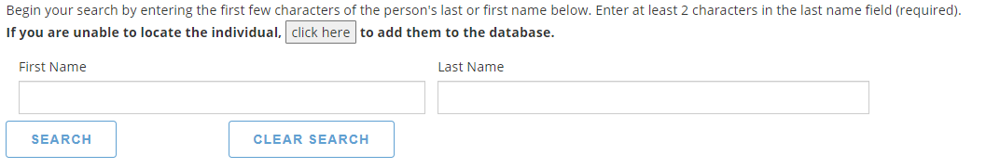 Begin your search by entering the first few characters of the person's last or first name below. Enter at least 2 characters in the last name field (required).
If you are unable to locate the individual, click here to add them to the database.
First Name Last Name
SEARCH CLEAR SEARCH